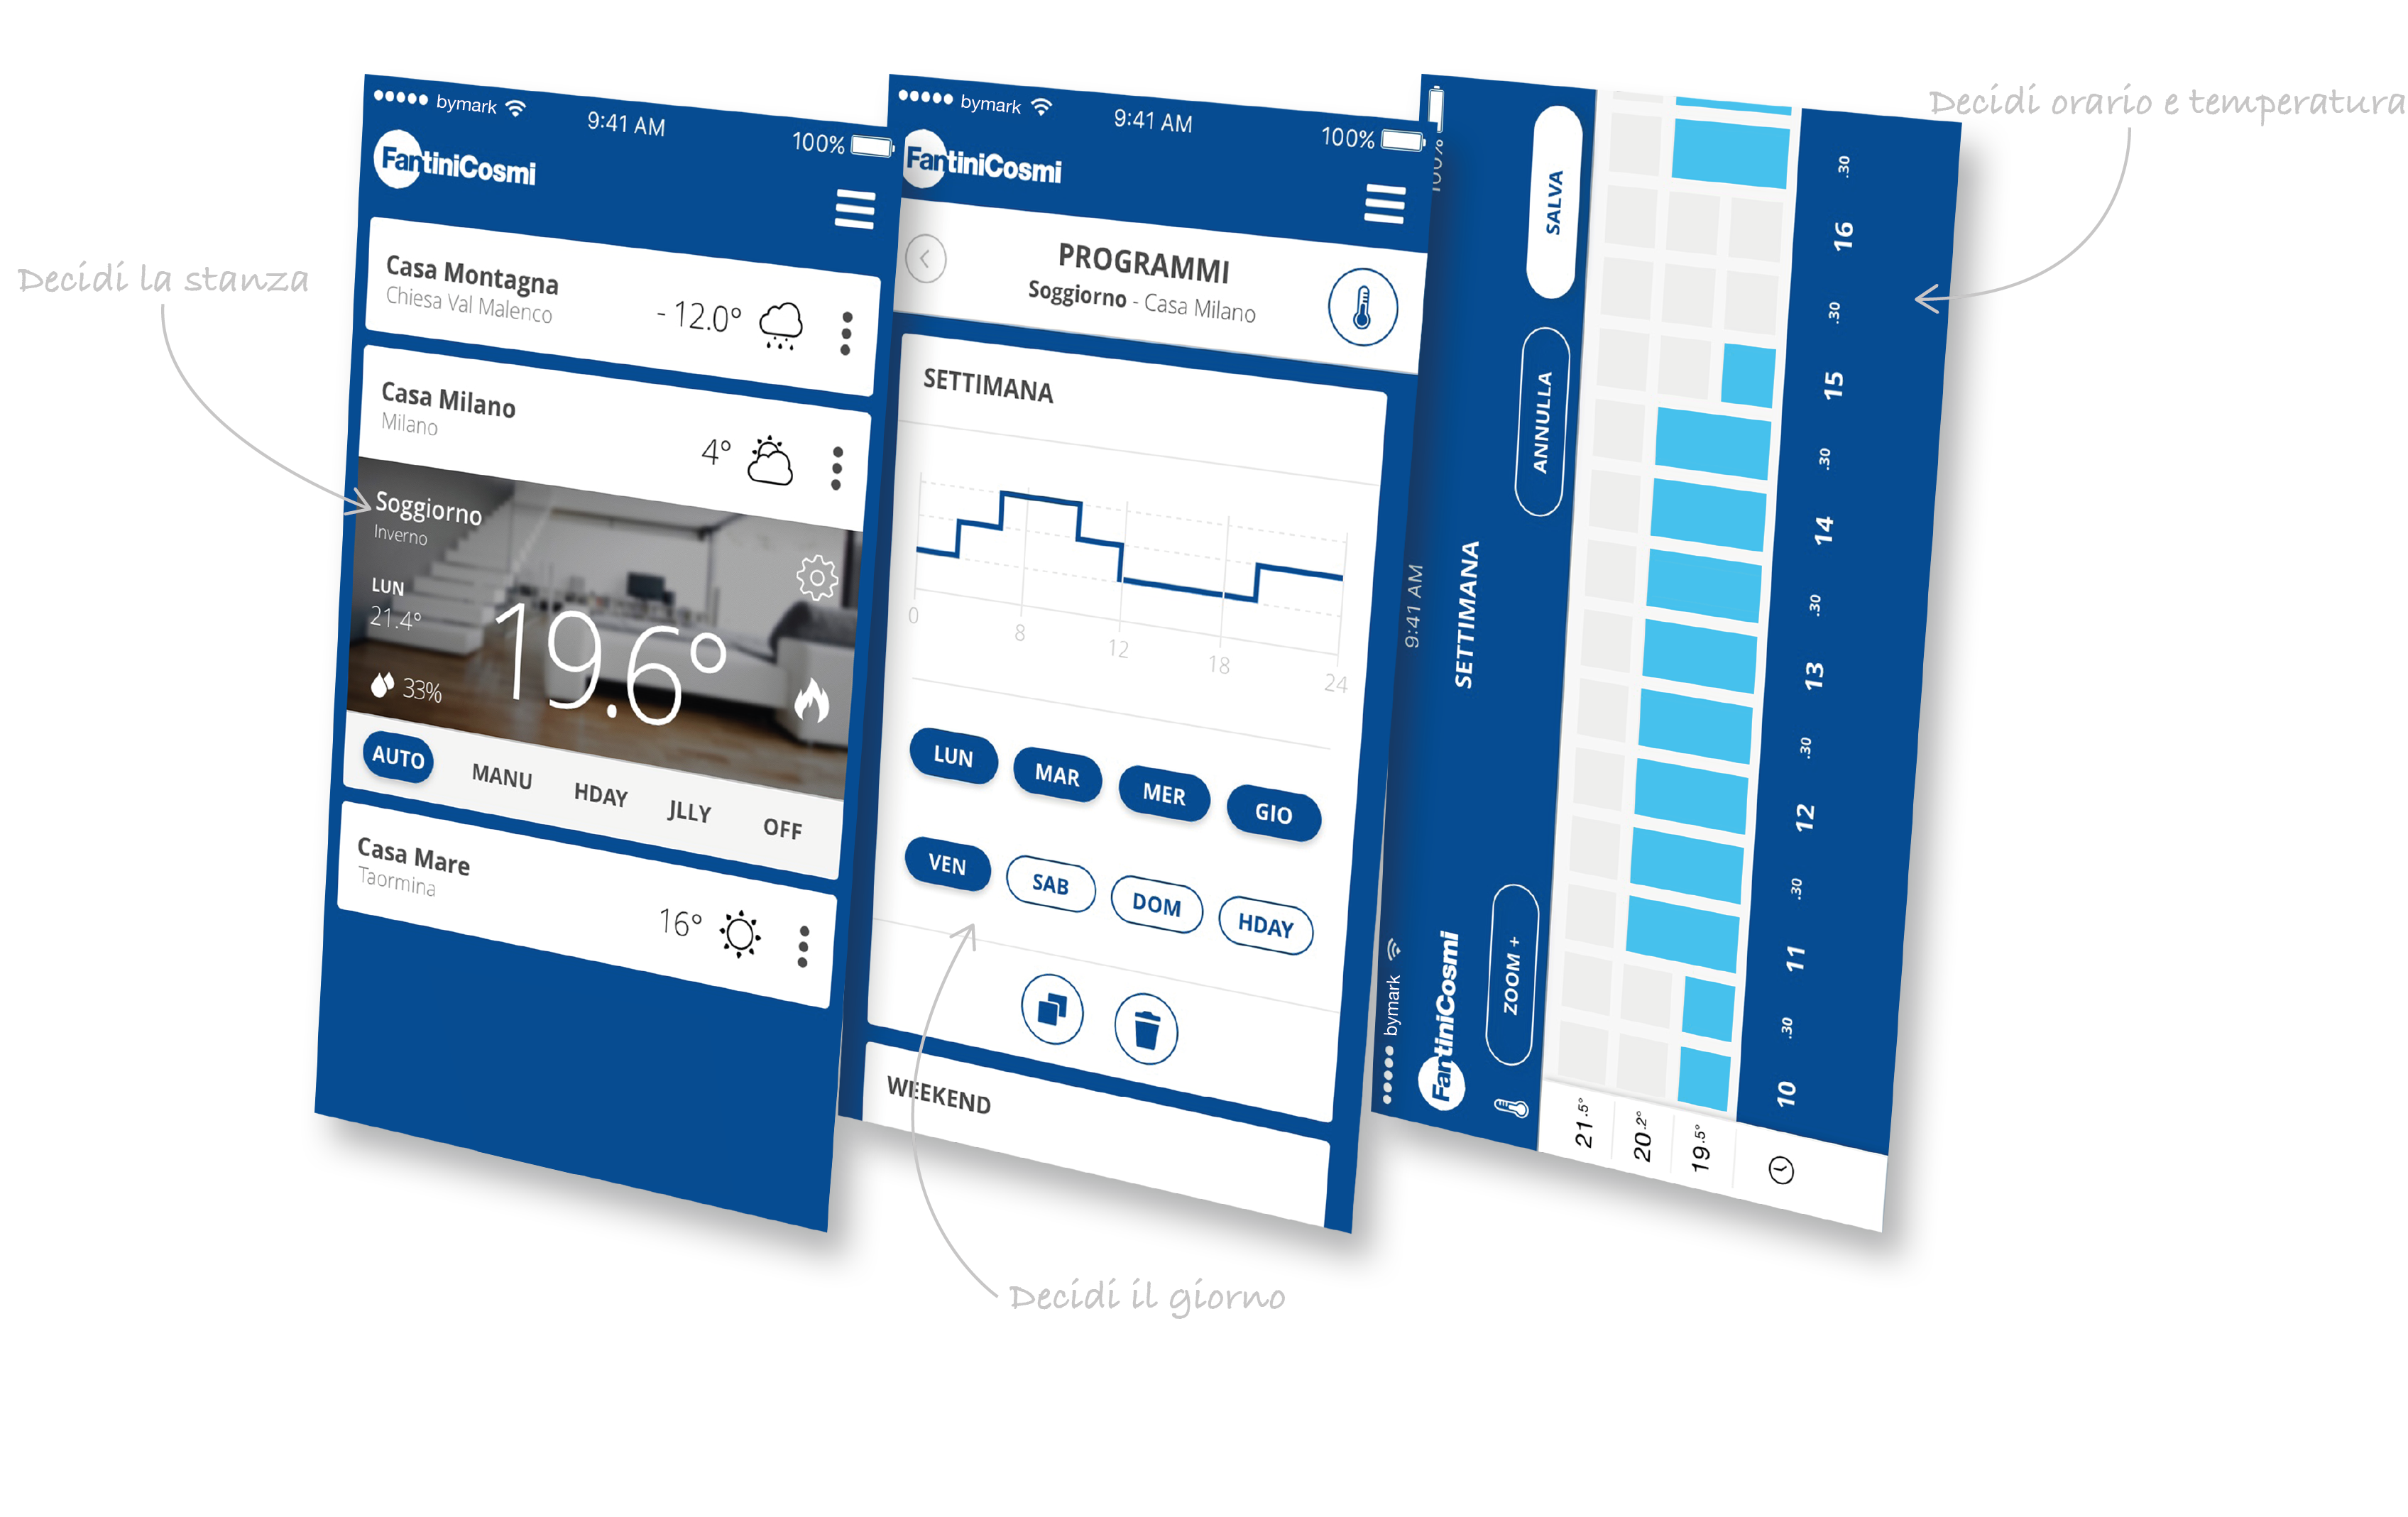 Decidi la stanza
bymark
9:41 AM
100%
FantiniCosmi
Casa Montagna
Chiesa Val Malenco
- 12.0°
Casa Milano
Milano
4°
Soggiorno
Inverno
LUN
21.4°
19.6°
33%
AUTO MANU HDAY JLLY OFF
Casa Mare
Taormina
16°
bymark
9:41 AM
100%
FantiniCosmi
PROGRAMMI
Soggiorno - Casa Milano
SETTIMANA
0 8 12 18 24
LUN MAR MER GIO
VEN SAB DOM HDAY
WEEKEND
Decidi il giorno
Decidi orario e temperatura
bymark
9:41 AM
100%
FantiniCosmi
SETTIMANA
ZOOM +
ANNULLA
SALVA
21.5°
20.2°
19.5°
10 .30 11 .30 12 .30 13 .30 14 .30 15 .30 16 .30